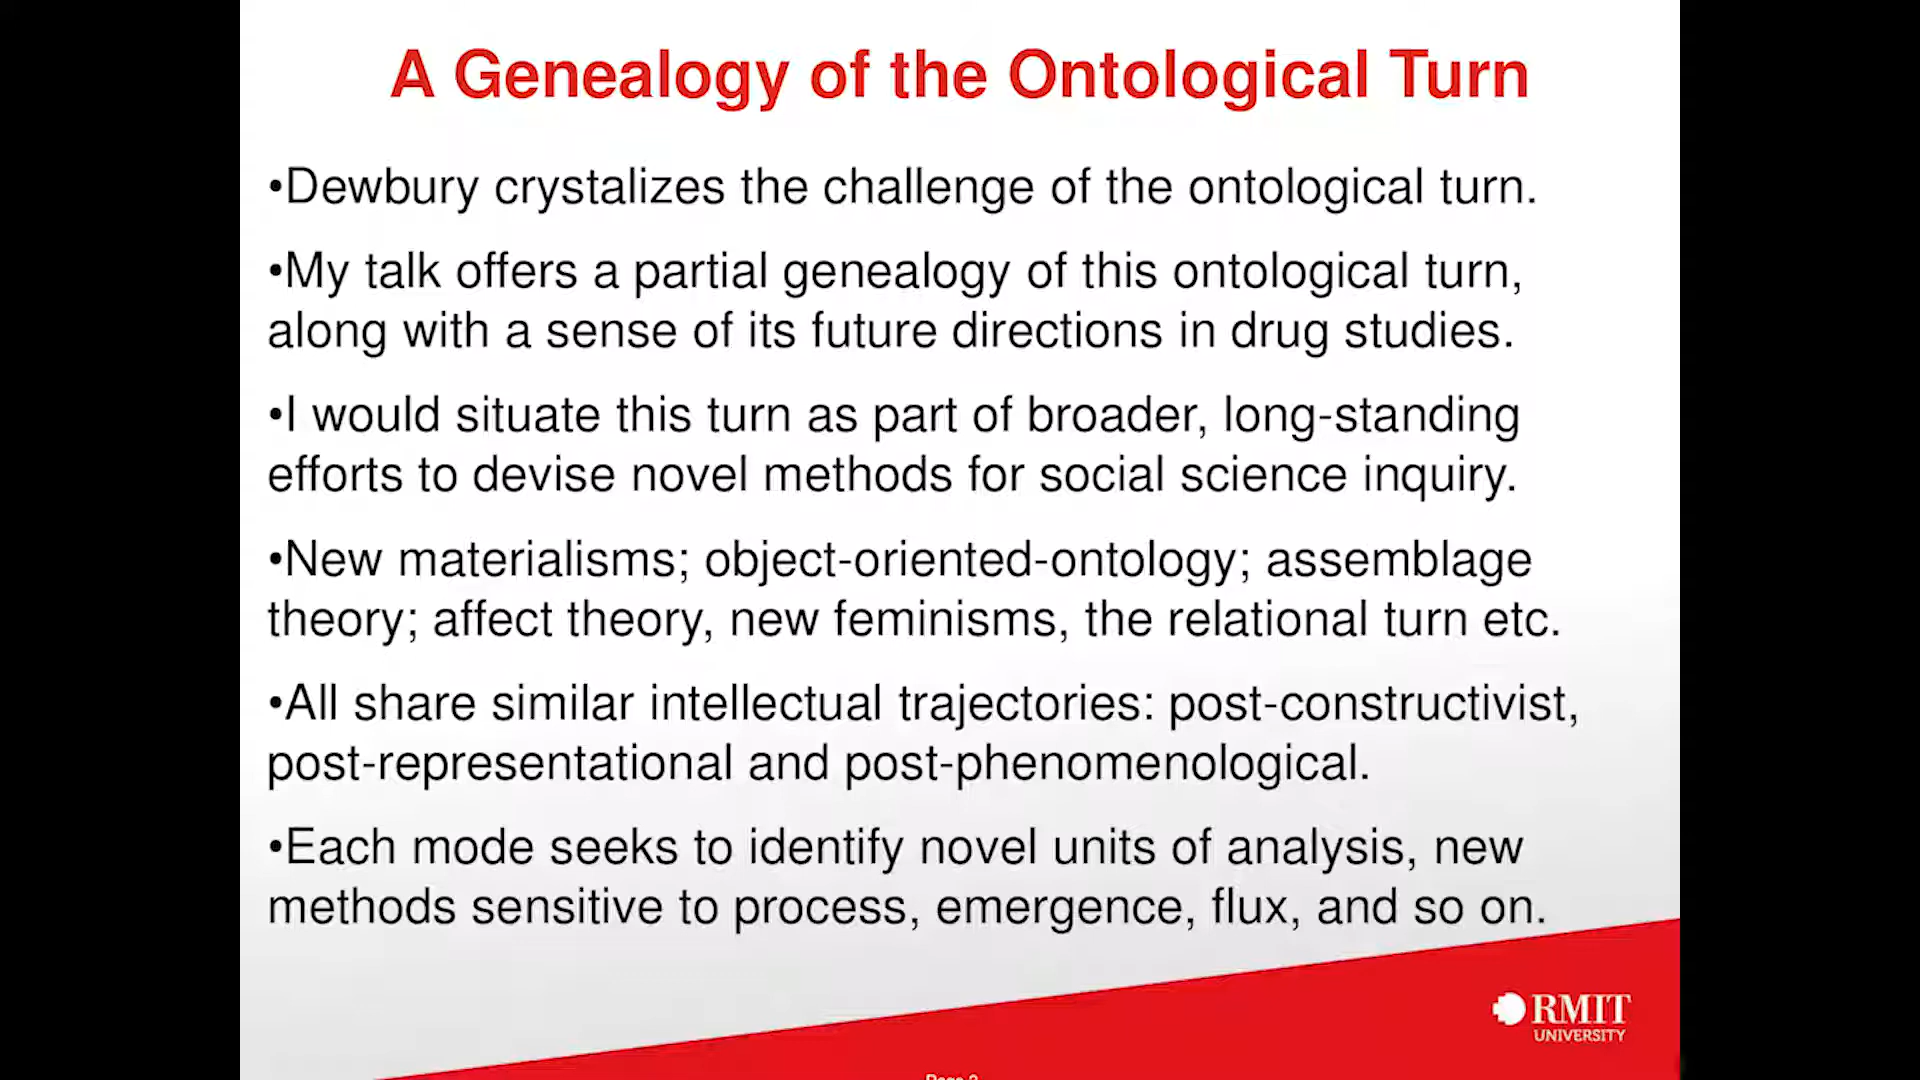 A Genealogy of the Ontological Turn
•Dewbury crystalizes the challenge of the ontological turn.
•My talk offers a partial genealogy of this ontological turn,
along with a sense of its future directions in drug studies.
•I would situate this turn as part of broader, long-standing
efforts to devise novel methods for social science inquiry.
•New materialisms; object-oriented-ontology; assemblage
theory; affect theory, new feminisms, the relational turn etc.
•All share similar intellectual trajectories: post-constructivist,
post-representational and post-phenomenological.
•Each mode seeks to identify novel units of analysis, new
methods sensitive to process, emergence, flux, and so on.
RMIT
UNIVERSITY